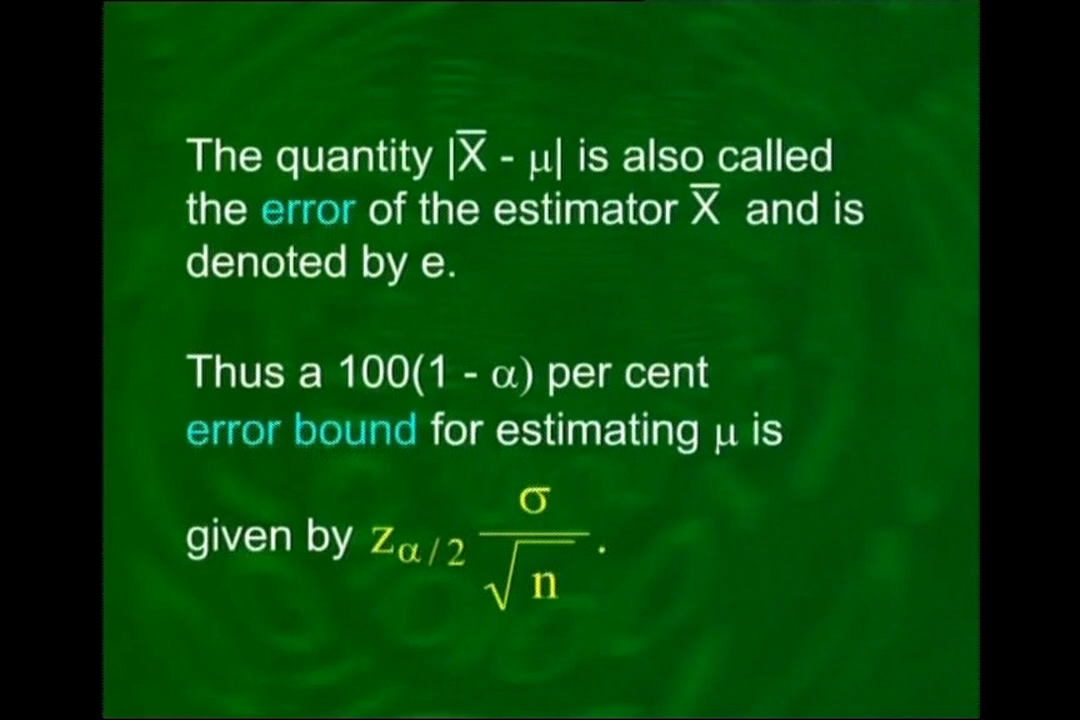 The quantity |X̅ - μ| is also called
the error of the estimator X̅ and is
denoted by e.
Thus a 100(1 - α) per cent
error bound for estimating μ is
given by z_{α/2} σ/√n .